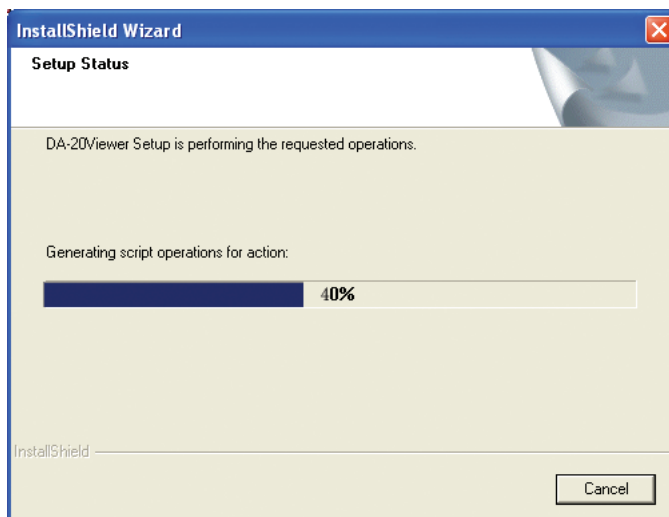 InstallShield Wizard
Setup Status
DA-20Viewer Setup is performing the requested operations.
Generating script operations for action:
40%
InstallShield
Cancel